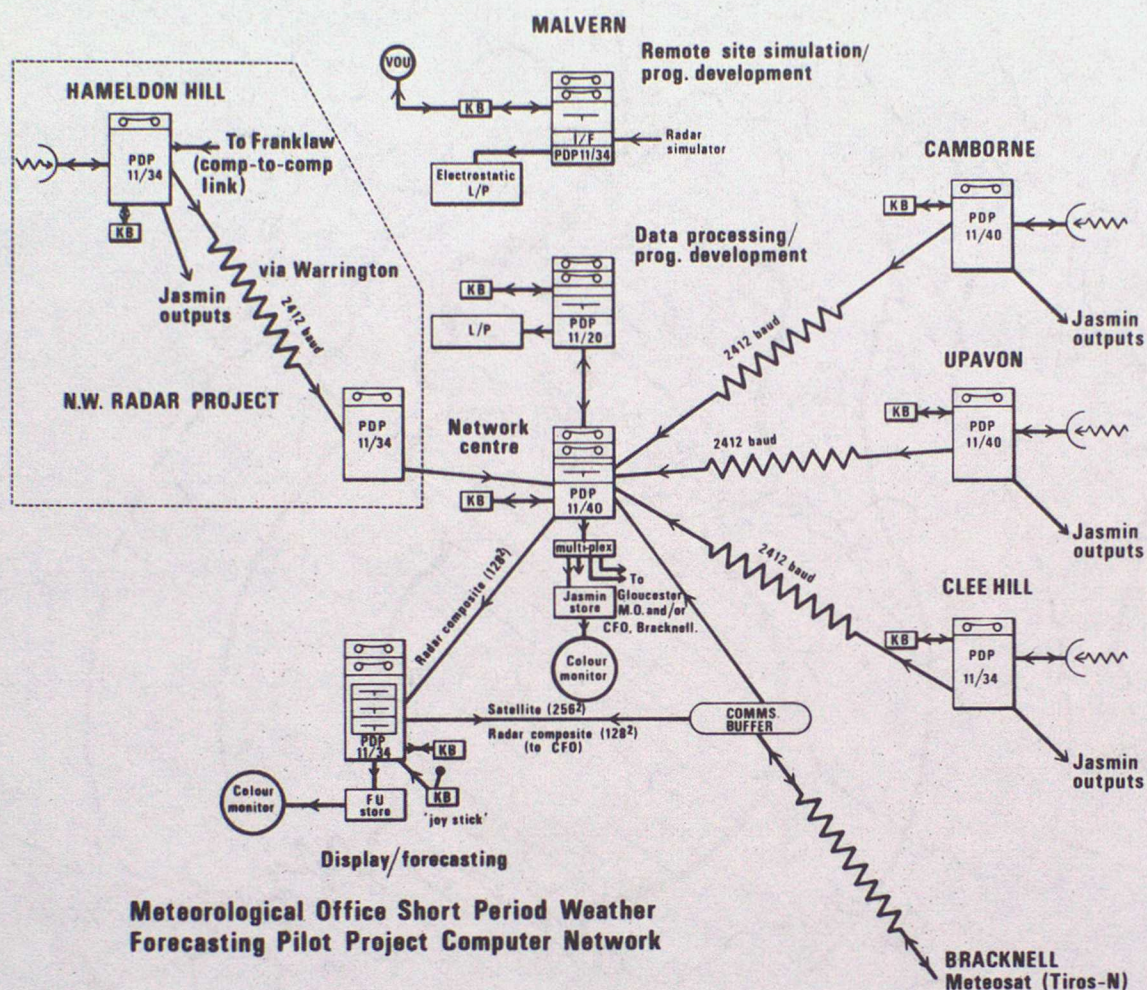 MALVERN
VDU
KB
Remote site simulation/
prog. development
I/F
PDP 11/34
Radar
simulator
Electrostatic
L/P
HAMELDON HILL
PDP
11/34
To Franklaw
(comp-to-comp
link)
KB
Jasmin
outputs
via Warrington
2412 baud
N.W. RADAR PROJECT
PDP
11/34
Data processing/
prog. development
KB
L/P
PDP
11/20
Network
centre
KB
PDP
11/40
multi-plex
Jasmin
store
To
Gloucester
M.O. and/or
CFO, Bracknell.
Colour
monitor
CAMBORNE
KB
PDP
11/40
Jasmin
outputs
2412 baud
UPAVON
KB
PDP
11/40
Jasmin
outputs
2412 baud
CLEE HILL
KB
PDP
11/34
Jasmin
outputs
2412 baud
Radar composite (128²)
PDP
11/34
KB
KB
'joy stick'
FU
store
Colour
monitor
Satellite (256²)
Radar composite (128²)
(to CFO)
COMMS.
BUFFER
Display/forecasting
Meteorological Office Short Period Weather
Forecasting Pilot Project Computer Network
BRACKNELL
Meteosat (Tiros-N)